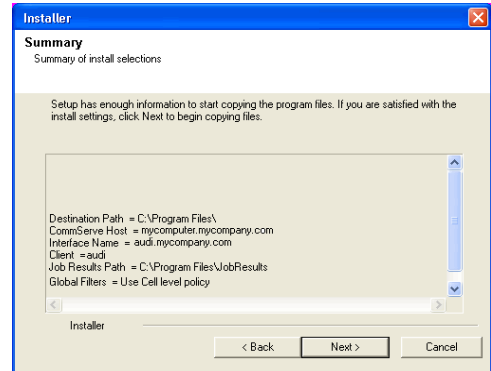 Installer
Summary
Summary of install selections
Setup has enough information to start copying the program files. If you are satisfied with the
install settings, click Next to begin copying files.
Destination Path = C:\Program Files\
CommServe Host = mycomputer.mycompany.com
Interface Name = audi.mycompany.com
Client =audi
Job Results Path = C:\Program Files\JobResults
Global Filters = Use Cell level policy
Installer
< Back Next > Cancel